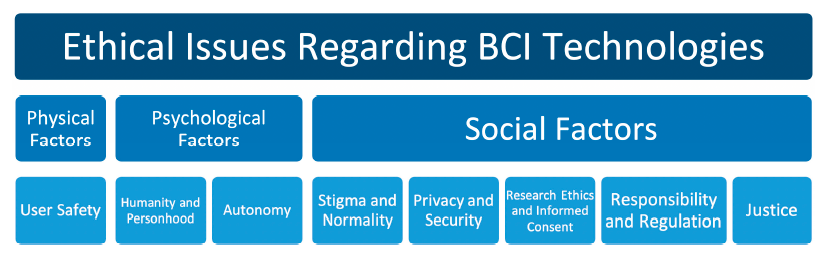 Ethical Issues Regarding BCI Technologies
Physical
Factors
Psychological
Factors
Social Factors
User Safety
Humanity and
Personhood
Autonomy
Stigma and
Normality
Privacy and
Security
Research Ethics
and Informed
Consent
Responsibility
and Regulation
Justice